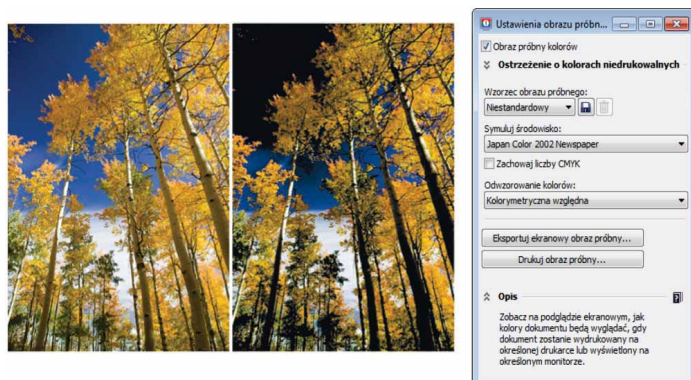 Ustawienia obrazu próbn...
Obraz próbny kolorów
Ostrzeżenie o kolorach niedrukowalnych
Wzorzec obrazu próbnego:
Niestandardowy
Symuluj środowisko:
Japan Color 2002 Newspaper
Zachowaj liczby CMYK
Odwzorowanie kolorów:
Kolorymetryczna względna
Eksportuj ekranowy obraz próbny...
Drukuj obraz próbny...
Opis
Zobacz na podglądzie ekranowym, jak
kolory dokumentu będą wyglądać, gdy
dokument zostanie wydrukowany na
określonej drukarce lub wyświetlony na
określonym monitorze.